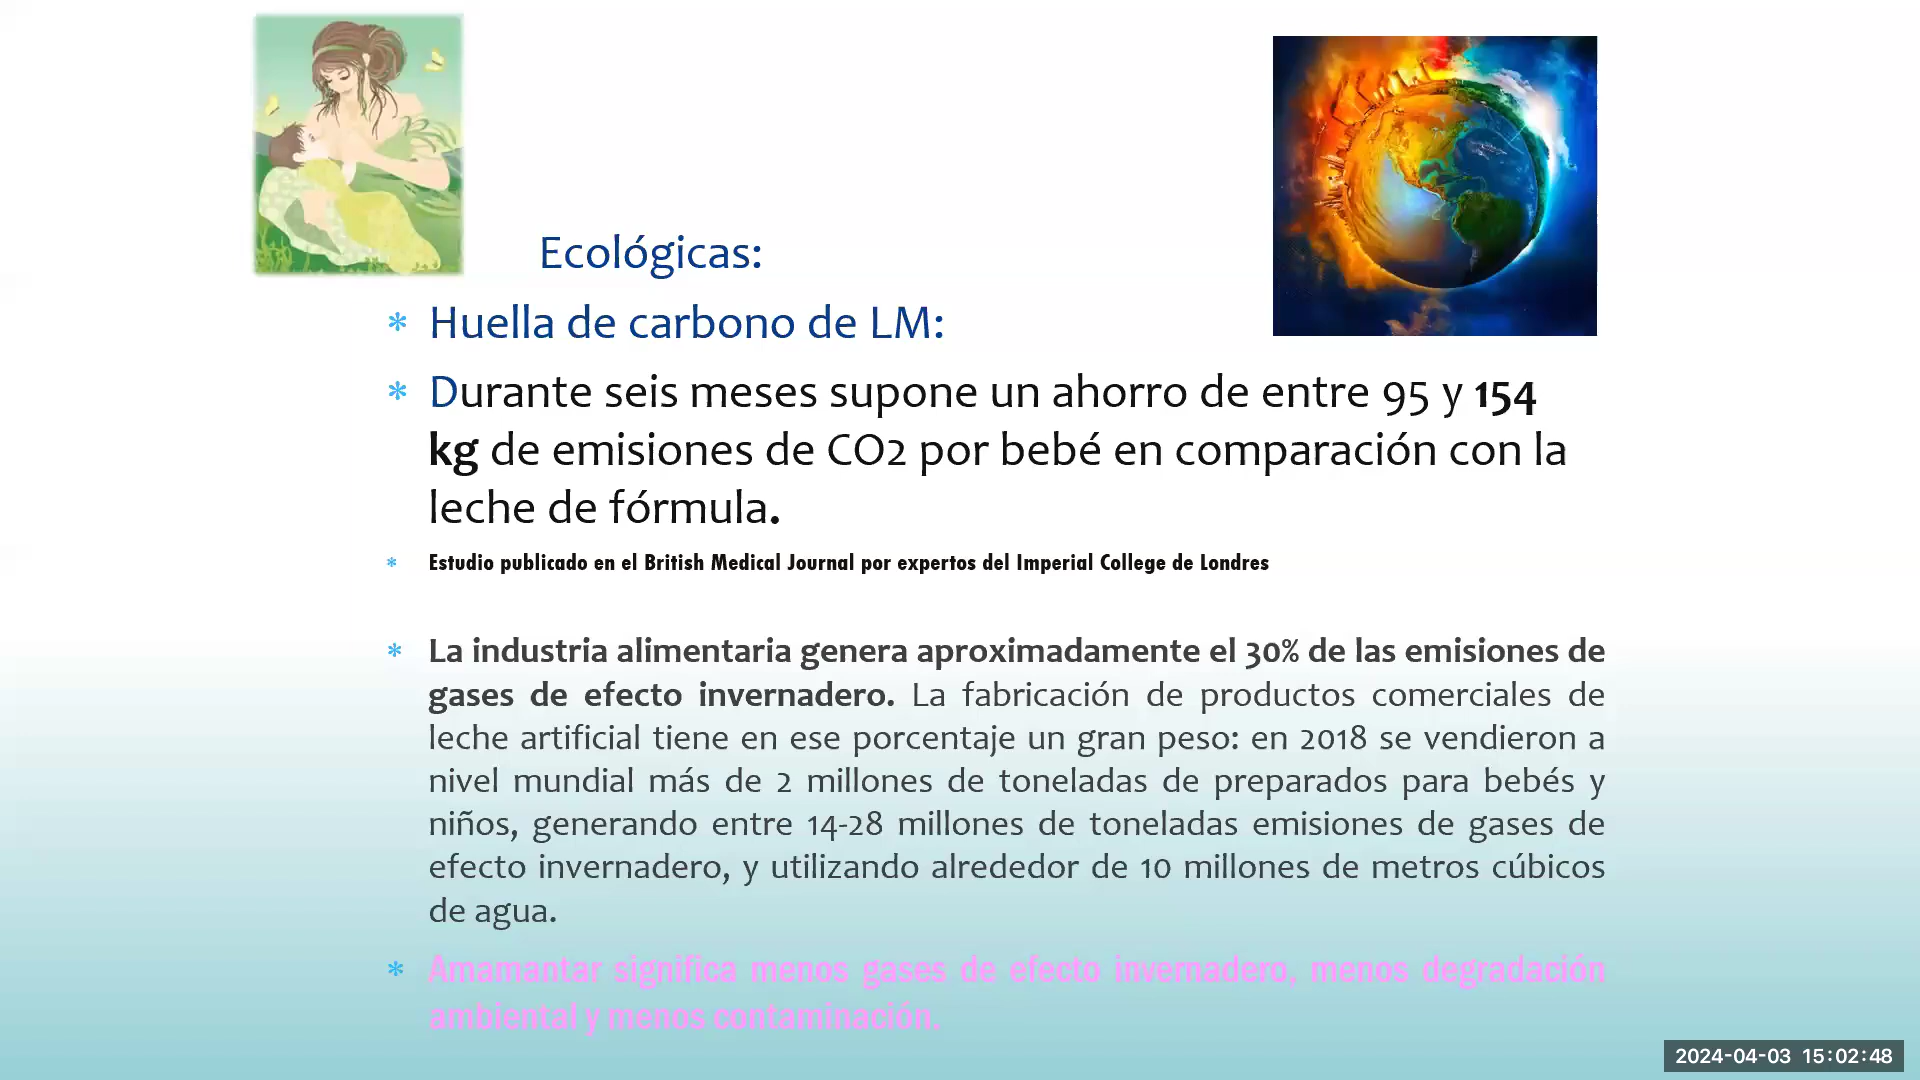 Ecológicas:
* Huella de carbono de LM:
* Durante seis meses supone un ahorro de entre 95 y 154
kg de emisiones de CO2 por bebé en comparación con la
leche de fórmula.
* Estudio publicado en el British Medical Journal por expertos del Imperial College de Londres
* La industria alimentaria genera aproximadamente el 30% de las emisiones de
gases de efecto invernadero. La fabricación de productos comerciales de
leche artificial tiene en ese porcentaje un gran peso: en 2018 se vendieron a
nivel mundial más de 2 millones de toneladas de preparados para bebés y
niños, generando entre 14-28 millones de toneladas emisiones de gases de
efecto invernadero, y utilizando alrededor de 10 millones de metros cúbicos
de agua.
* Amamantar significa menos gases de efecto invernadero, menos degradación
ambiental y menos contaminación.
2024-04-03 15:02:48